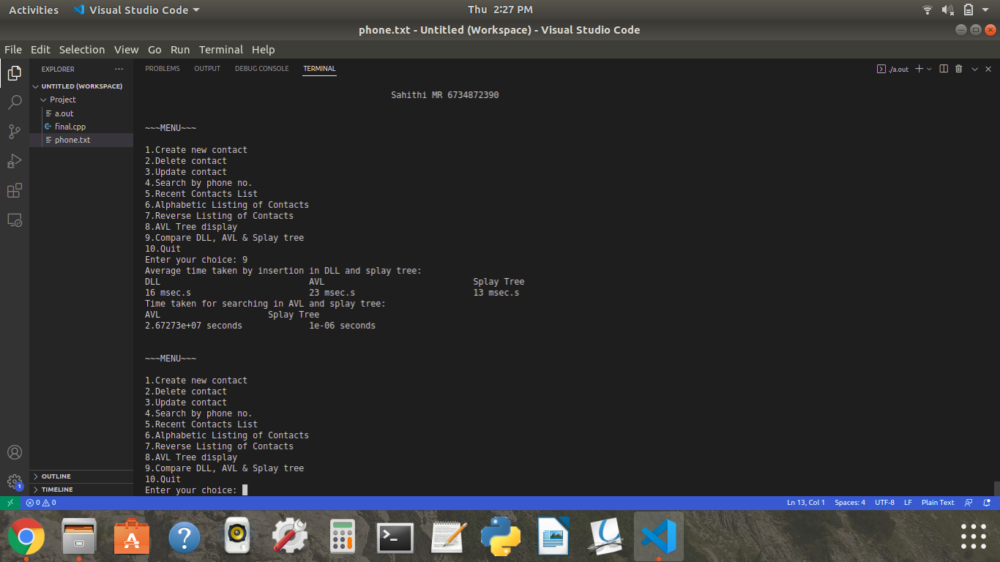 Activities Visual Studio Code Thu 2:27 PM
phone.txt - Untitled (Workspace) - Visual Studio Code
File Edit Selection View Go Run Terminal Help
EXPLORER
UNTITLED (WORKSPACE)
Project
a.out
final.cpp
phone.txt
OUTLINE
TIMELINE
1
PROBLEMS OUTPUT DEBUG CONSOLE TERMINAL ./a.out
Sahithi MR 6734872390
~~~MENU~~~
1.Create new contact
2.Delete contact
3.Update contact
4.Search by phone no.
5.Recent Contacts List
6.Alphabetic Listing of Contacts
7.Reverse Listing of Contacts
8.AVL Tree display
9.Compare DLL, AVL & Splay tree
10.Quit
Enter your choice: 9
Average time taken by insertion in DLL and splay tree:
DLL AVL Splay Tree
16 msec.s 23 msec.s 13 msec.s
Time taken for searching in AVL and splay tree:
AVL Splay Tree
2.67273e+07 seconds 1e-06 seconds
~~~MENU~~~
1.Create new contact
2.Delete contact
3.Update contact
4.Search by phone no.
5.Recent Contacts List
6.Alphabetic Listing of Contacts
7.Reverse Listing of Contacts
8.AVL Tree display
9.Compare DLL, AVL & Splay tree
10.Quit
Enter your choice:
0 0 Ln 13, Col 1 Spaces: 4 UTF-8 LF Plain Text